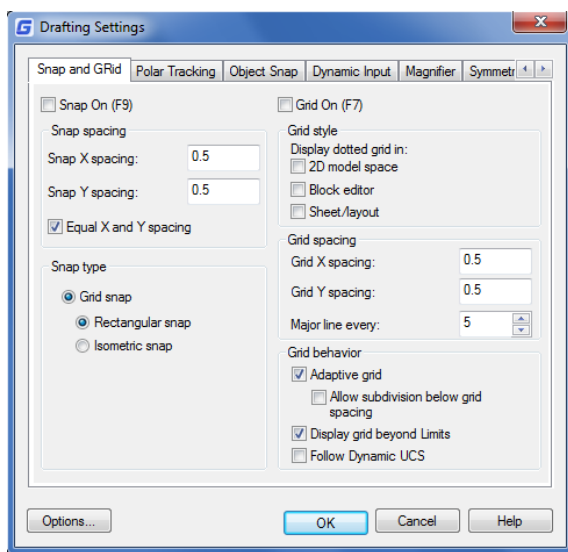 Drafting Settings
Snap and GRid Polar Tracking Object Snap Dynamic Input Magnifier Symmetr
Snap On (F9)
Snap spacing
Snap X spacing: 0.5
Snap Y spacing: 0.5
Equal X and Y spacing
Snap type
Grid snap
Rectangular snap
Isometric snap
Grid On (F7)
Grid style
Display dotted grid in:
2D model space
Block editor
Sheet/layout
Grid spacing
Grid X spacing: 0.5
Grid Y spacing: 0.5
Major line every: 5
Grid behavior
Adaptive grid
Allow subdivision below grid
spacing
Display grid beyond Limits
Follow Dynamic UCS
Options... OK Cancel Help